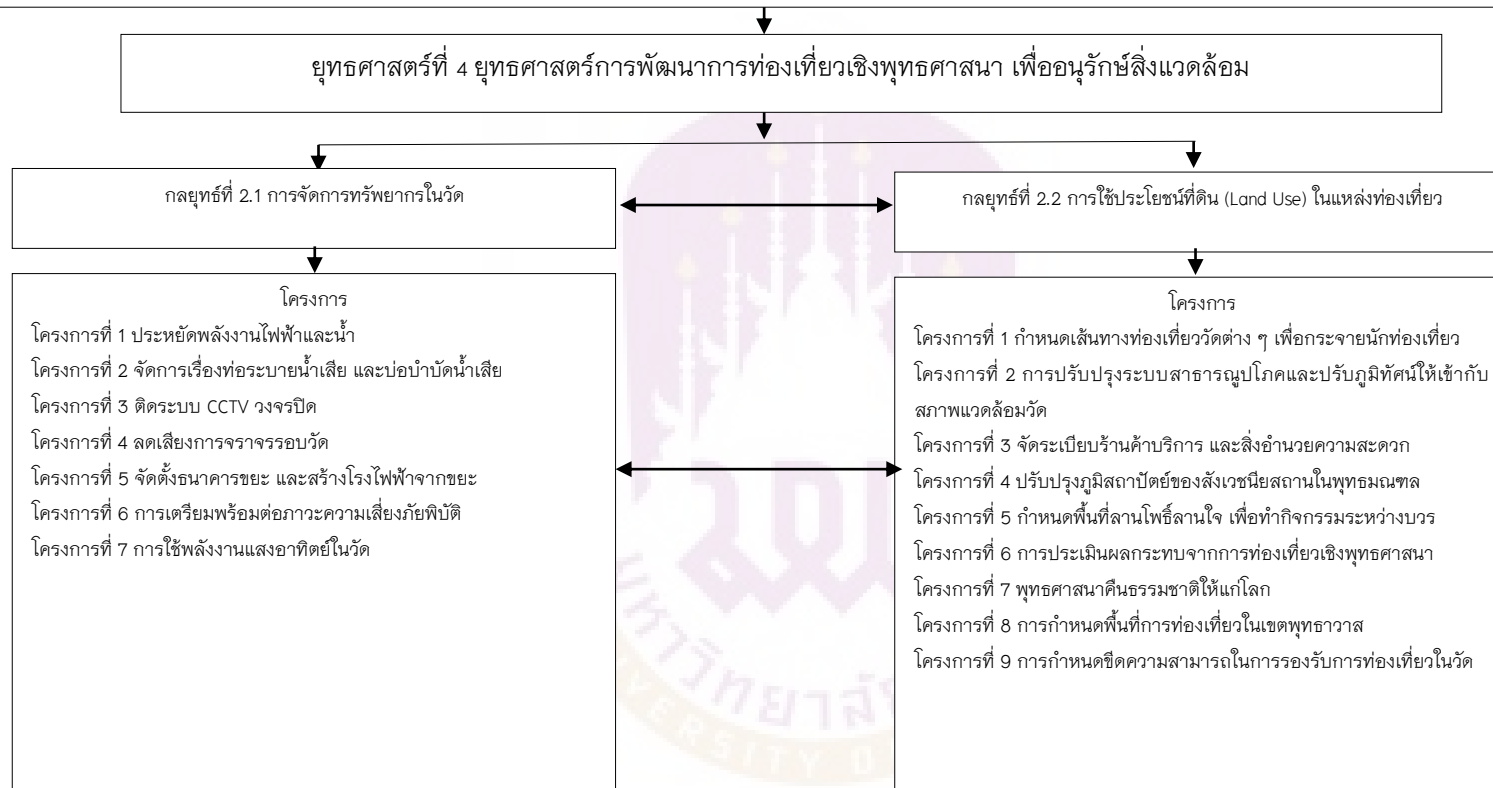 ยุทธศาสตร์ที่ 4 ยุทธศาสตร์การพัฒนาการท่องเที่ยวเชิงพุทธศาสนา เพื่ออนุรักษ์สิ่งแวดล้อม
กลยุทธ์ที่ 2.1 การจัดการทรัพยากรในวัด
โครงการ
โครงการที่ 1 ประหยัดพลังงานไฟฟ้าและน้ำ
โครงการที่ 2 จัดการเรื่องท่อระบายน้ำเสีย และบ่อบำบัดน้ำเสีย
โครงการที่ 3 ติดระบบ CCTV วงจรปิด
โครงการที่ 4 ลดเสียงการจราจรรอบวัด
โครงการที่ 5 จัดตั้งธนาคารขยะ และสร้างโรงไฟฟ้าจากขยะ
โครงการที่ 6 การเตรียมพร้อมต่อภาวะความเสี่ยงภัยพิบัติ
โครงการที่ 7 การใช้พลังงานแสงอาทิตย์ในวัด
กลยุทธ์ที่ 2.2 การใช้ประโยชน์ที่ดิน (Land Use) ในแหล่งท่องเที่ยว
โครงการ
โครงการที่ 1 กำหนดเส้นทางท่องเที่ยววัดต่าง ๆ เพื่อกระจายนักท่องเที่ยว
โครงการที่ 2 การปรับปรุงระบบสาธารณูปโภคและปรับภูมิทัศน์ให้เข้ากับ
สภาพแวดล้อมวัด
โครงการที่ 3 จัดระเบียบร้านค้าบริการ และสิ่งอำนวยความสะดวก
โครงการที่ 4 ปรับปรุงภูมิสถาปัตย์ของสังเวชนียสถานในพุทธมณฑล
โครงการที่ 5 กำหนดพื้นที่ลานโพธิ์ลานใจ เพื่อทำกิจกรรมระหว่างบวร
โครงการที่ 6 การประเมินผลกระทบจากการท่องเที่ยวเชิงพุทธศาสนา
โครงการที่ 7 พุทธศาสนาคืนธรรมชาติให้แก่โลก
โครงการที่ 8 การกำหนดพื้นที่การท่องเที่ยวในเขตพุทธาวาส
โครงการที่ 9 การกำหนดขีดความสามารถในการรองรับการท่องเที่ยวในวัด